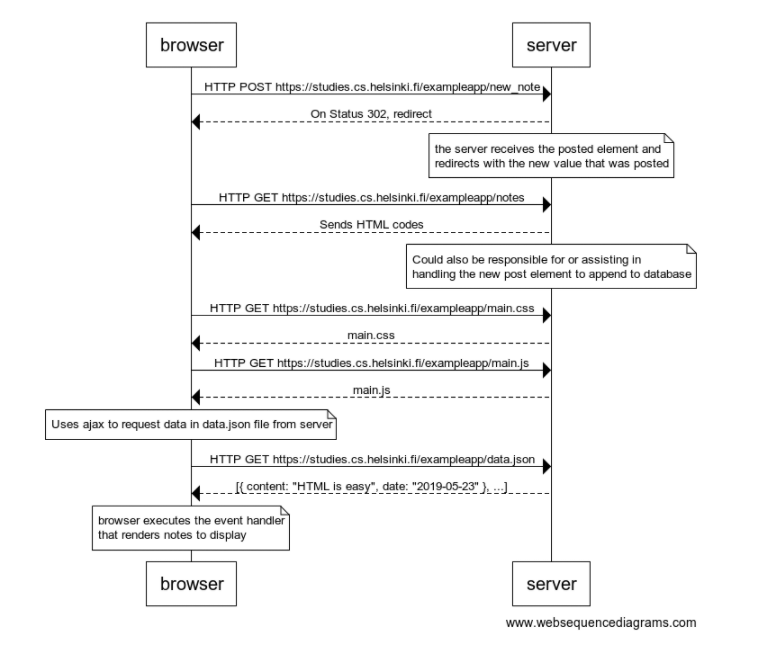 browser
server
HTTP POST https://studies.cs.helsinki.fi/exampleapp/new_note
On Status 302, redirect
the server receives the posted element and
redirects with the new value that was posted
HTTP GET https://studies.cs.helsinki.fi/exampleapp/notes
Sends HTML codes
Could also be responsible for or assisting in
handling the new post element to append to database
HTTP GET https://studies.cs.helsinki.fi/exampleapp/main.css
main.css
HTTP GET https://studies.cs.helsinki.fi/exampleapp/main.js
main.js
Uses ajax to request data in data.json file from server
HTTP GET https://studies.cs.helsinki.fi/exampleapp/data.json
[{ content: "HTML is easy", date: "2019-05-23" }, ...]
browser executes the event handler
that renders notes to display
browser
server
www.websequencediagrams.com